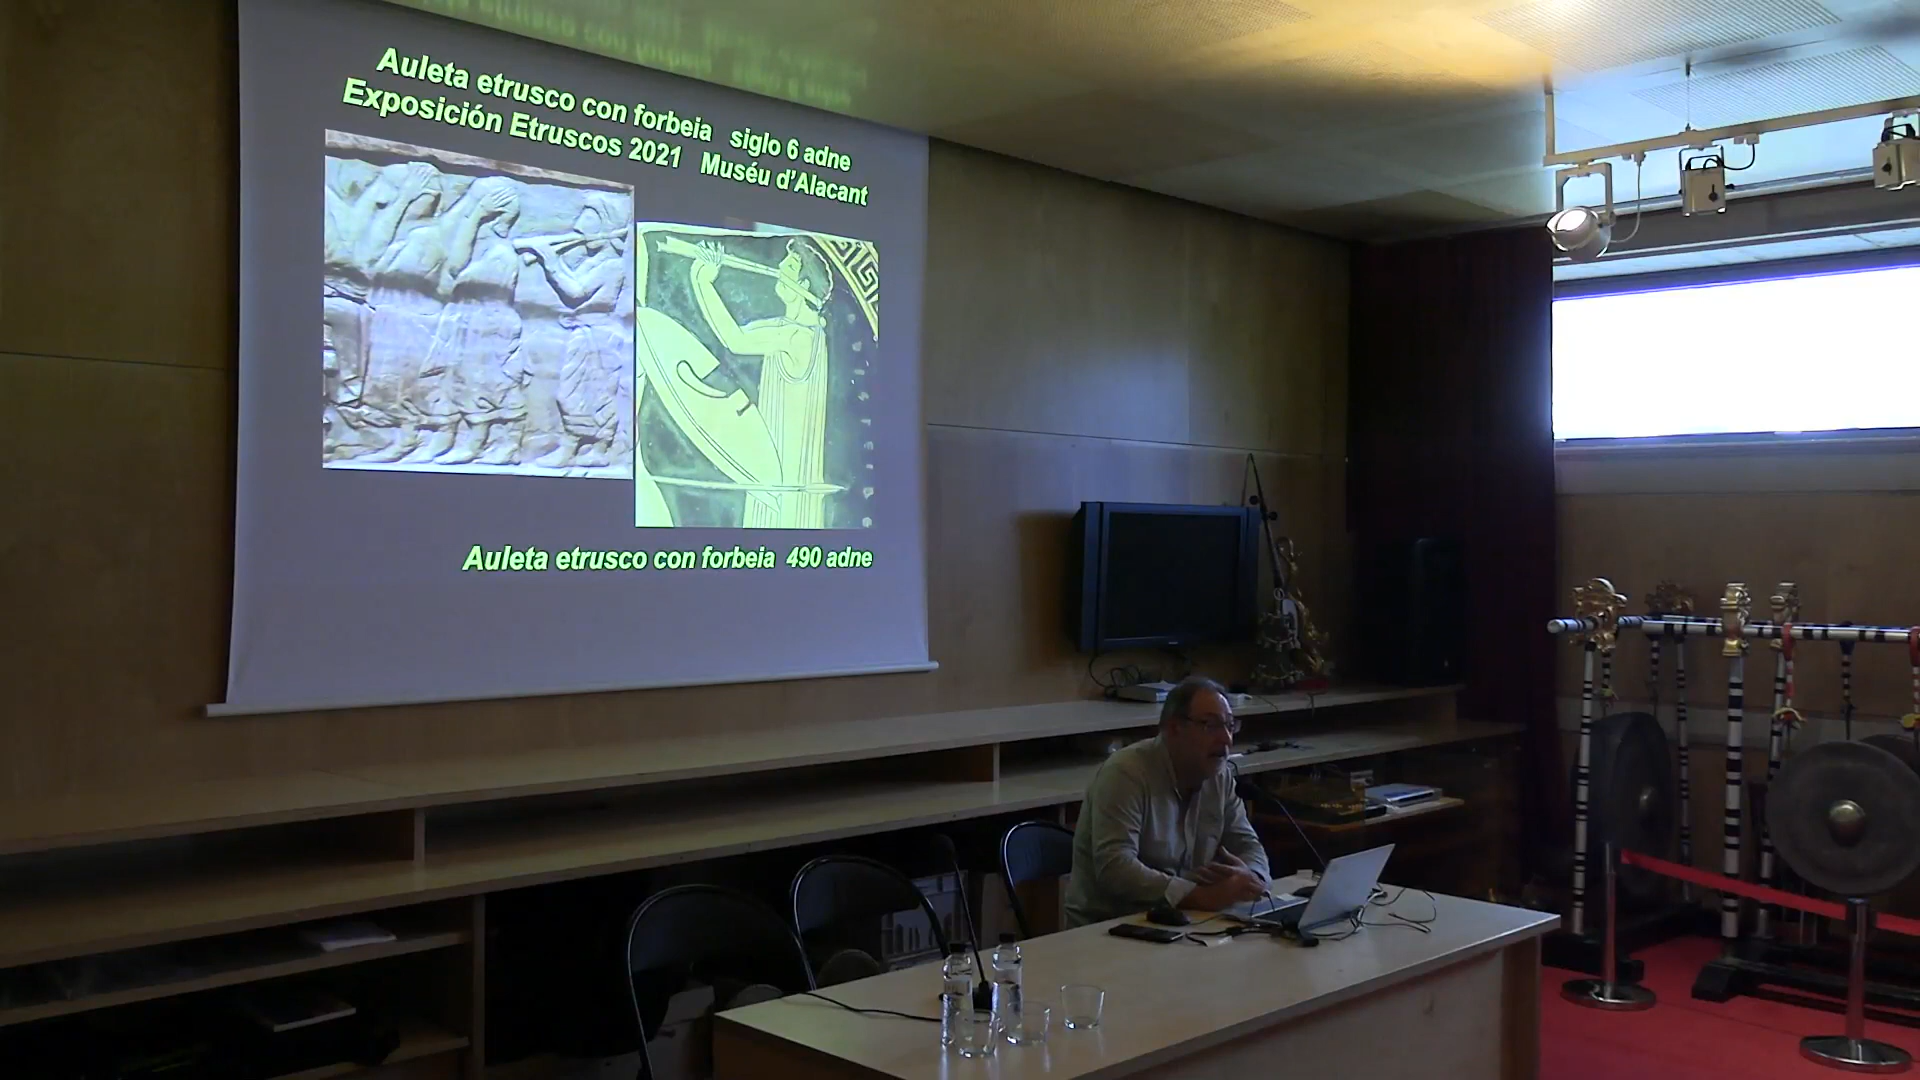 Auleta etrusco con forbeia siglo 6 adne
Exposición Etruscos 2021 Muséu d'Alacant
Auleta etrusco con forbeia 490 adne